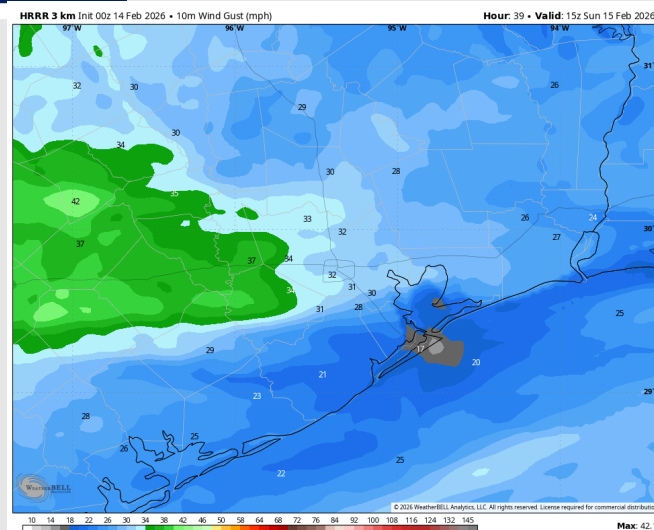 HRRR 3 km Init 00z 14 Feb 2026 • 10m Wind Gust (mph)
Hour: 39 • Valid: 15z Sun 15 Feb 2026
97°W 96°W 95°W 94°W
31°
32 30 26
29
30
34
30 28
35
42
33 26 24
32 27 30°
37
37 34 32
34 31 30
31 28 25
17
29 20
21
23 29°
28
25
26 25
22
WEATHERBELL
© 2026 WeatherBELL Analytics, LLC. All rights reserved. License required for commercial distributio
10 14 18 22 26 30 34 38 42 46 50 54 58 64 68 72 76 84 92 100 108 116 124 132 145
Max: 42